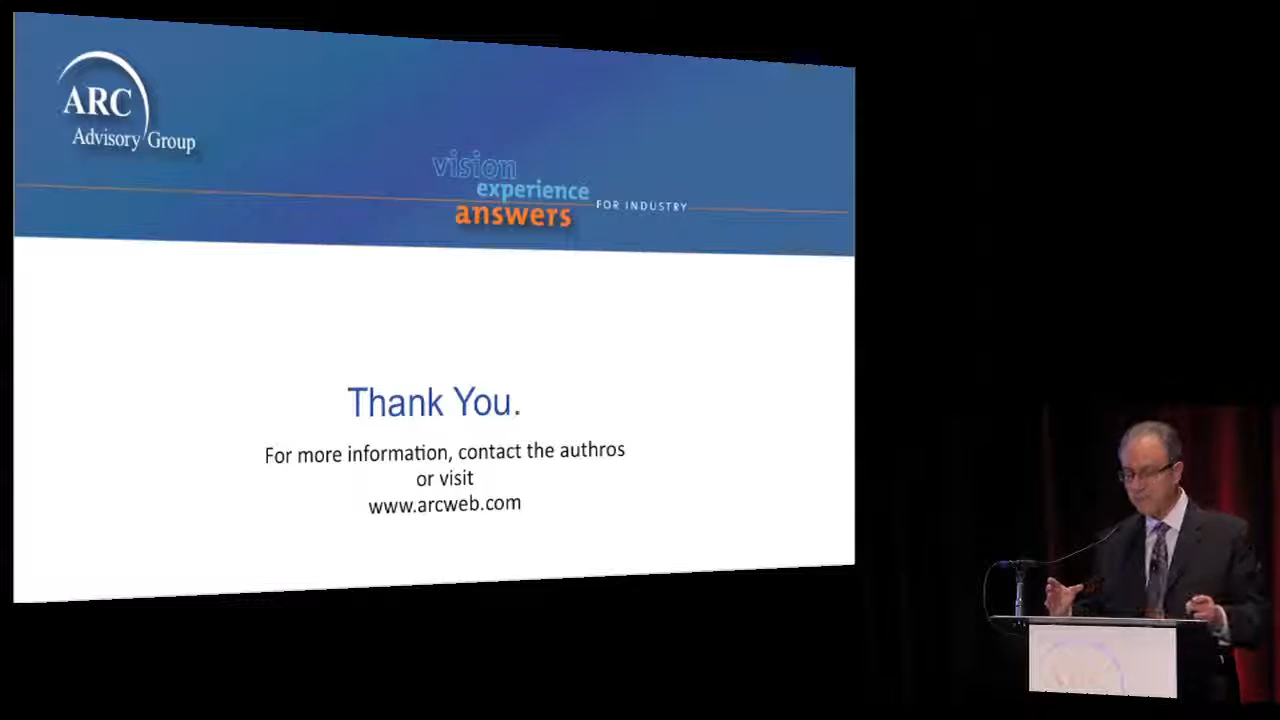 ARC
Advisory Group
vision
experience
answers
FOR INDUSTRY
Thank You.
For more information, contact the authros
or visit
www.arcweb.com
ARC